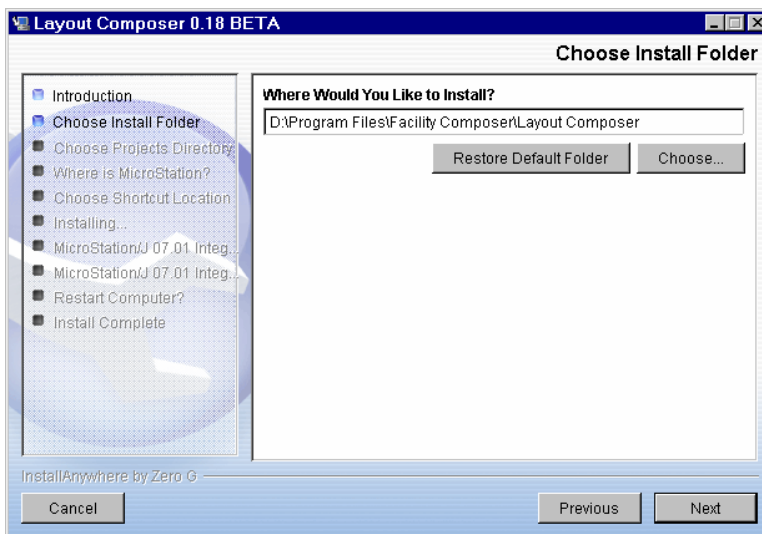 Layout Composer 0.18 BETA
Choose Install Folder
Introduction
Choose Install Folder
Choose Projects Directory
Where is MicroStation?
Choose Shortcut Location
Installing...
MicroStation/J 07.01 Integ...
MicroStation/J 07.01 Integ...
Restart Computer?
Install Complete
Where Would You Like to Install?
D:\Program Files\Facility Composer\Layout Composer
Restore Default Folder
Choose...
InstallAnywhere by Zero G
Cancel
Previous
Next